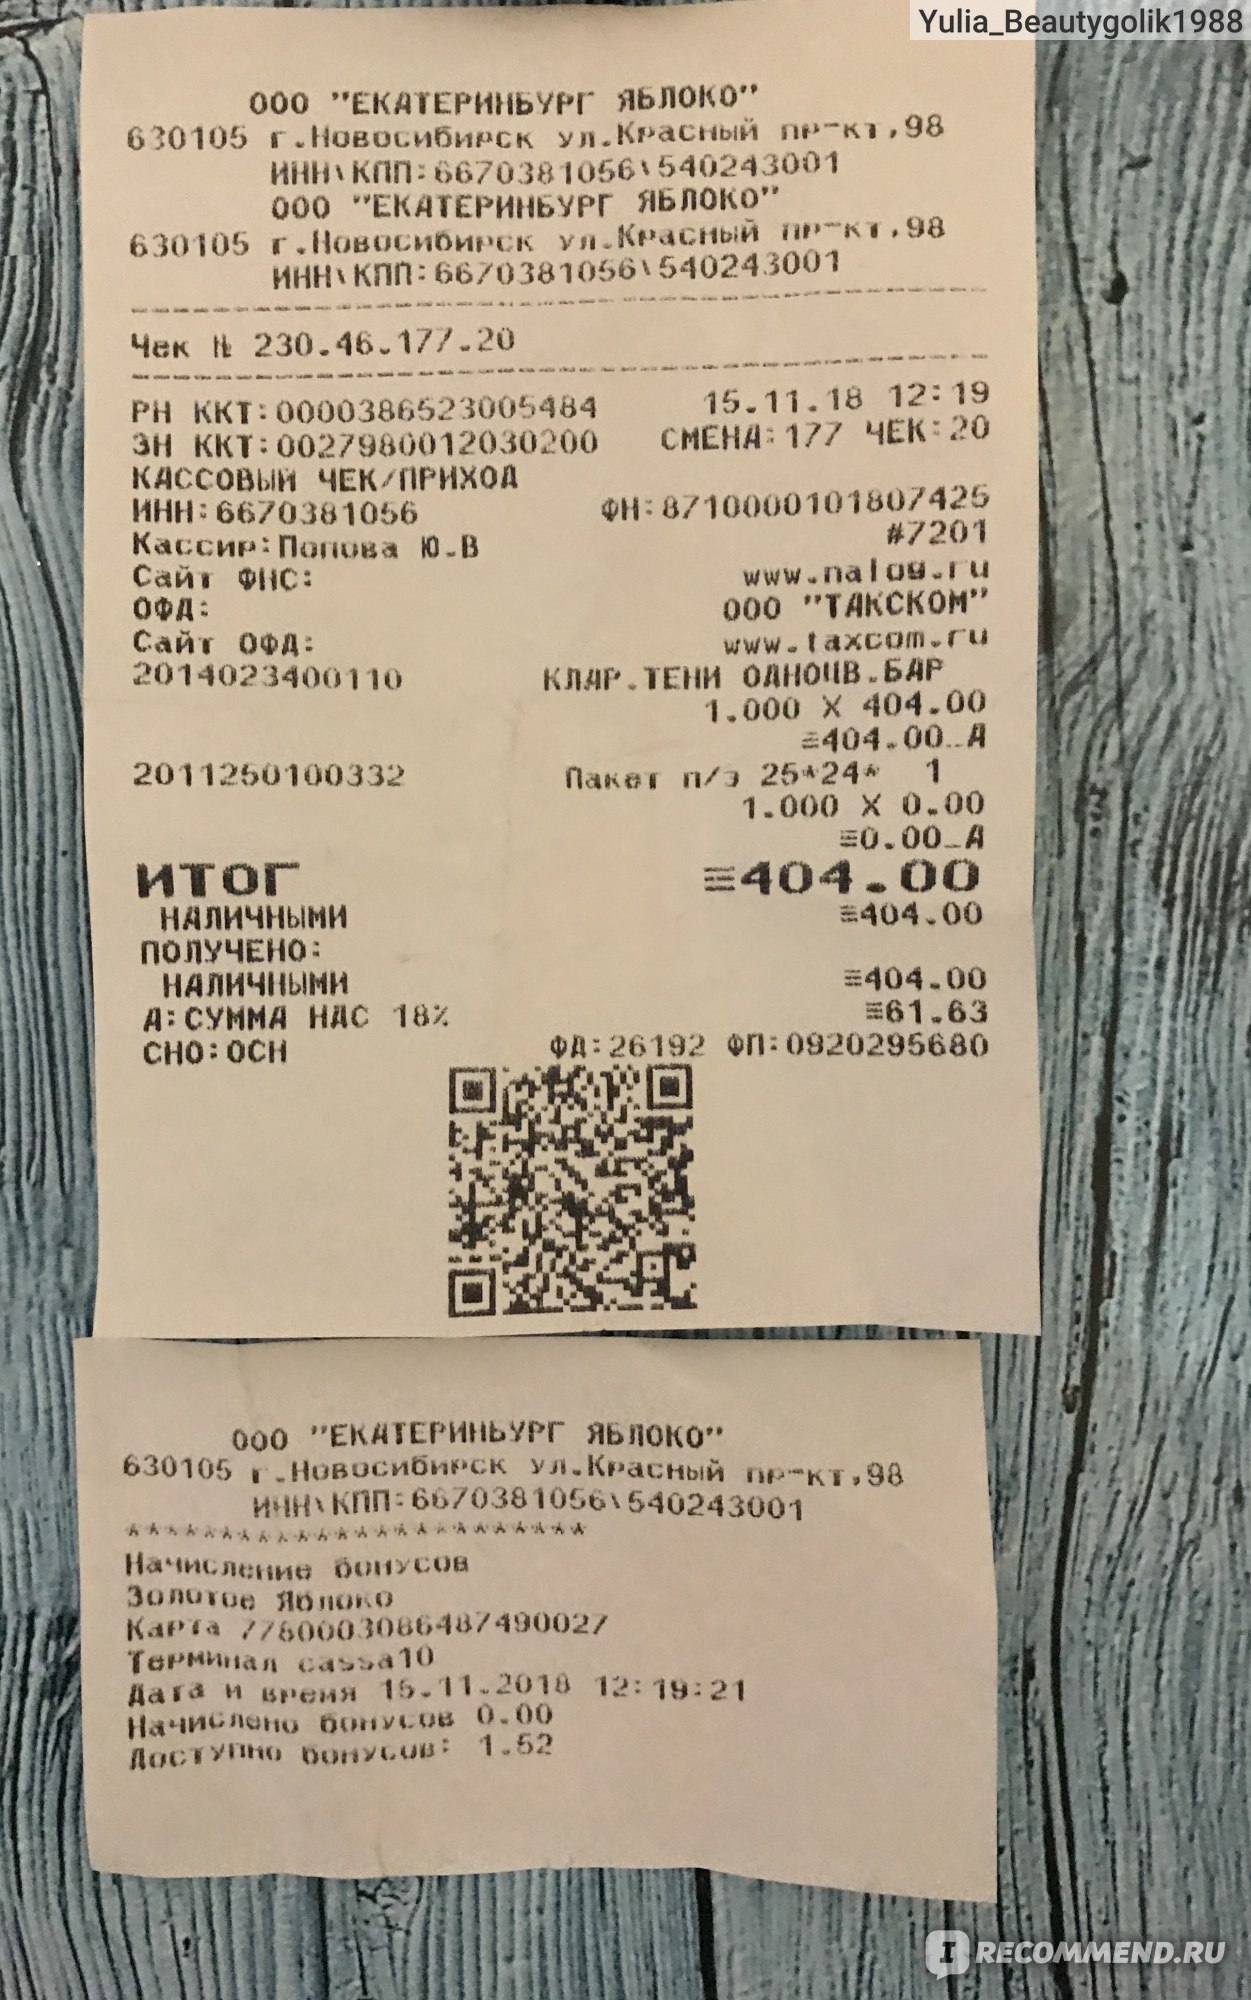 Yulia_Beautygolik1988
ООО "ЕКАТЕРИНБУРГ ЯБЛОКО"
630105 г.Новосибирск ул.Красный пр-кт,98
ИНН\КПП:6670381056\540243001
ООО "ЕКАТЕРИНБУРГ ЯБЛОКО"
630105 г.Новосибирск ул.Красный пр-кт,98
ИНН\КПП:6670381056\540243001
Чек № 230.46.177.20
РН ККТ:0000386523005484 15.11.18 12:19
ЗН ККТ:0027980012030200 СМЕНА:177 ЧЕК:20
КАССОВЫЙ ЧЕК/ПРИХОД
ИНН:6670381056 ФН:8710000101807425
Кассир:Попова Ю.В #7201
Сайт ФНС: www.nalog.ru
ОФД: ООО "ТАКСКОМ"
Сайт ОФД: www.taxcom.ru
2014023400110 КЛАР.ТЕНИ ОДНОЦВ.БАР
1.000 X 404.00
≡404.00_А
2011250100332 Пакет п/э 25*24* 1
1.000 X 0.00
≡0.00_А
ИТОГ ≡404.00
НАЛИЧНЫМИ ≡404.00
ПОЛУЧЕНО:
НАЛИЧНЫМИ ≡404.00
А:СУММА НДС 18% ≡61.63
СНО:ОСН ФД:26192 ФП:0920295680
ООО "ЕКАТЕРИНБУРГ ЯБЛОКО"
630105 г.Новосибирск ул.Красный пр-кт,98
ИНН\КПП:6670381056\540243001
************************
Начисление бонусов
Золотое Яблоко
Карта 7780003086487490027
Терминал cassa10
Дата и время 15.11.2018 12:19:21
Начислено бонусов 0.00
Доступно бонусов: 1.52
IRECOMMEND.RU